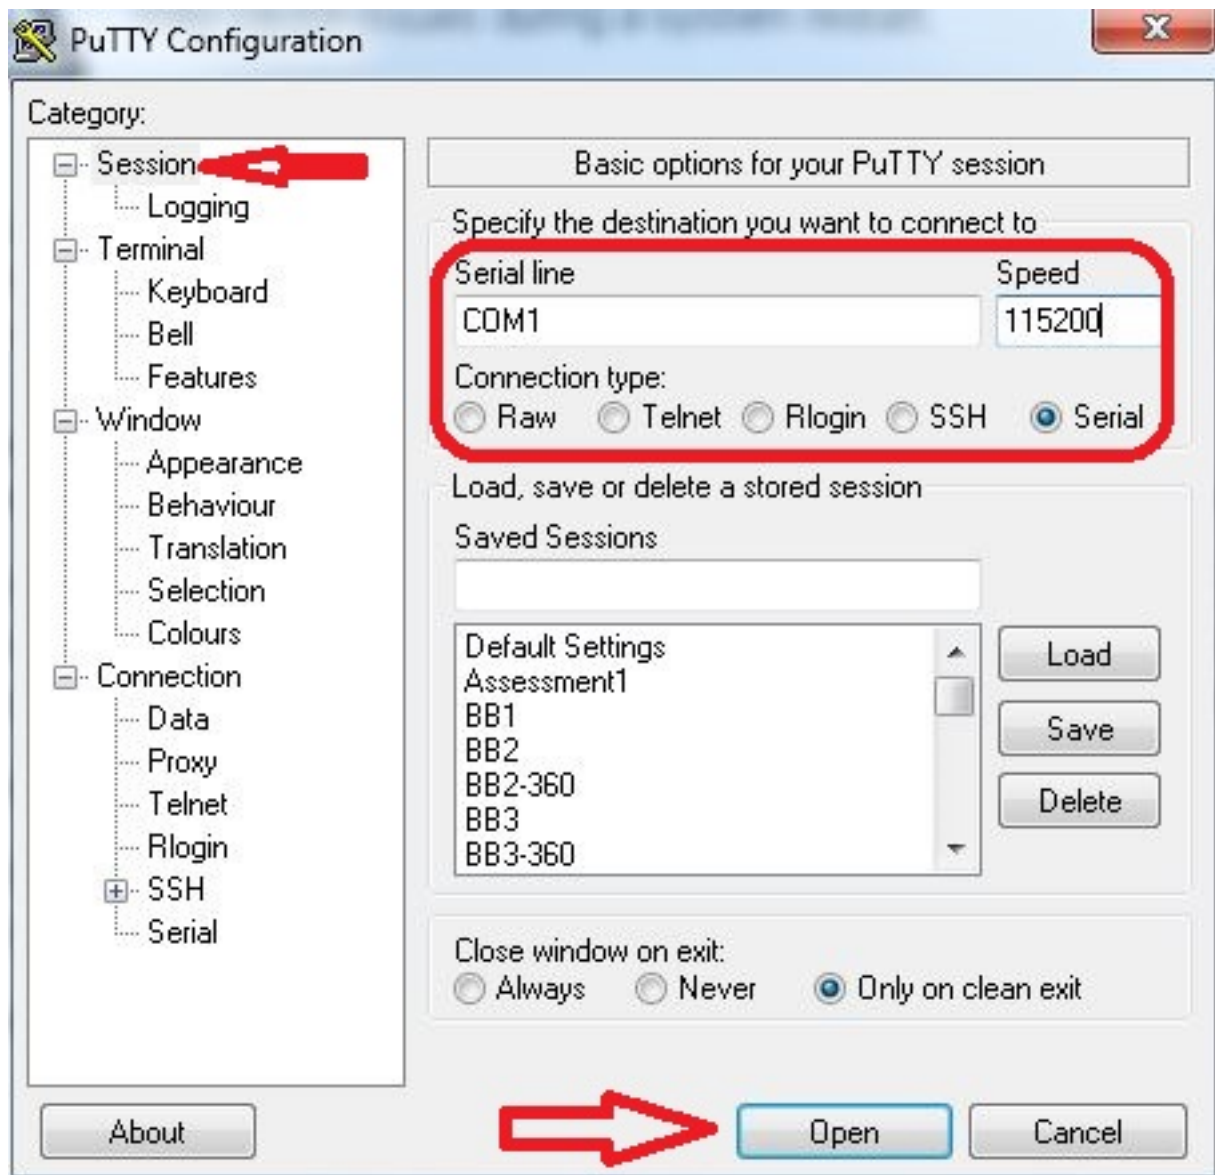 PuTTY Configuration
Category:
Session
Logging
Terminal
Keyboard
Bell
Features
Window
Appearance
Behaviour
Translation
Selection
Colours
Connection
Data
Proxy
Telnet
Rlogin
SSH
Serial
Basic options for your PuTTY session
Specify the destination you want to connect to
Serial line Speed
COM1 115200
Connection type:
Raw Telnet Rlogin SSH Serial
Load, save or delete a stored session
Saved Sessions
Default Settings
Assessment1
BB1
BB2
BB2-360
BB3
BB3-360
Load
Save
Delete
Close window on exit:
Always Never Only on clean exit
About Open Cancel